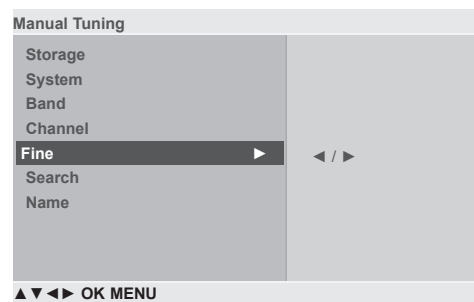 Manual Tuning
Storage
System
Band
Channel
Fine ► ◄ / ►
Search
Name
▲▼◄► OK MENU